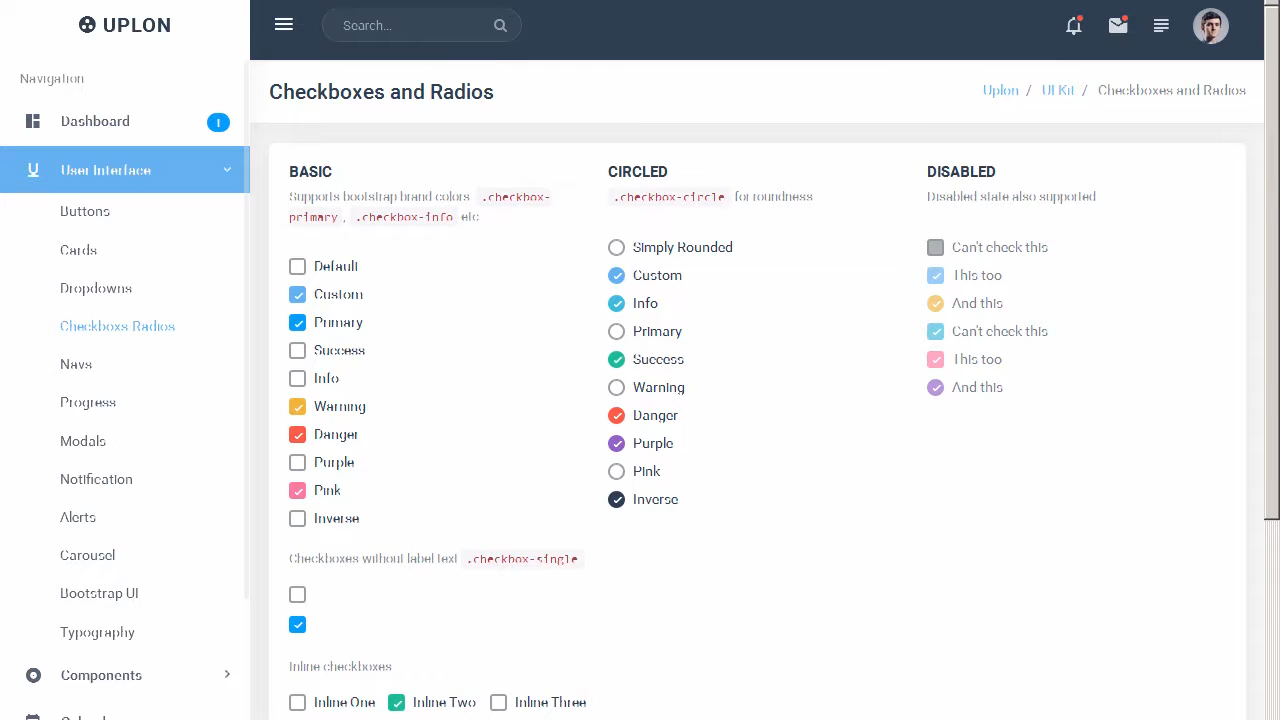 UPLON
Search...
Navigation
Dashboard
1
User Interface
Buttons
Cards
Dropdowns
Checkboxs Radios
Navs
Progress
Modals
Notification
Alerts
Carousel
Bootstrap UI
Typography
Components
Checkboxes and Radios
Uplon / UI Kit / Checkboxes and Radios
BASIC
Supports bootstrap brand colors .checkbox-
primary , .checkbox-info etc
Default
Custom
Primary
Success
Info
Warning
Danger
Purple
Pink
Inverse
Checkboxes without label text .checkbox-single
Inline checkboxes
Inline One Inline Two Inline Three
CIRCLED
.checkbox-circle for roundness
Simply Rounded
Custom
Info
Primary
Success
Warning
Danger
Purple
Pink
Inverse
DISABLED
Disabled state also supported
Can't check this
This too
And this
Can't check this
This too
And this